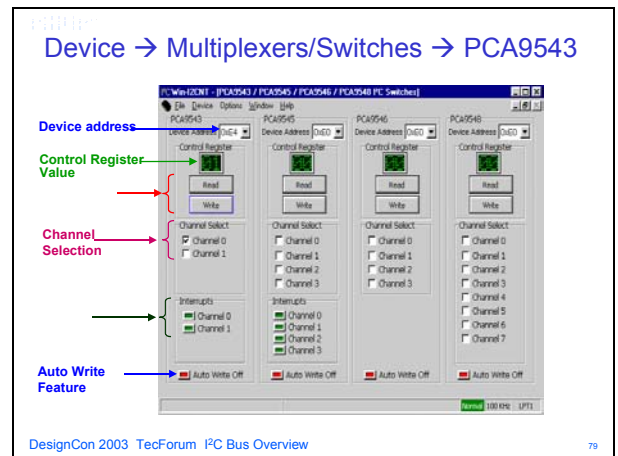 Device → Multiplexers/Switches → PCA9543
I²C Win-I2CNT - [PCA9543 / PCA9545 / PCA9546 / PCA9548 I²C Switches]
File Device Options Window Help
PCA9543 PCA9545 PCA9546 PCA9548
Device address
Device Address 0xE4 Device Address 0xE0 Device Address 0xE0 Device Address 0xE0
Control Register Control Register Control Register Control Register
Control Register
Value
Read Read Read Read
Write Write Write Write
Channel Select Channel Select Channel Select Channel Select
Channel
Selection
Channel 0 Channel 0 Channel 0 Channel 0
Channel 1 Channel 1 Channel 1 Channel 1
Channel 2 Channel 2 Channel 2
Channel 3 Channel 3 Channel 3
Channel 4
Channel 5
Channel 6
Channel 7
Interrupts Interrupts
Channel 0 Channel 0
Channel 1 Channel 1
Channel 2
Channel 3
Auto Write
Feature
Auto Write Off Auto Write Off Auto Write Off Auto Write Off
Normal 100 KHz LPT1
DesignCon 2003 TecForum I²C Bus Overview 79